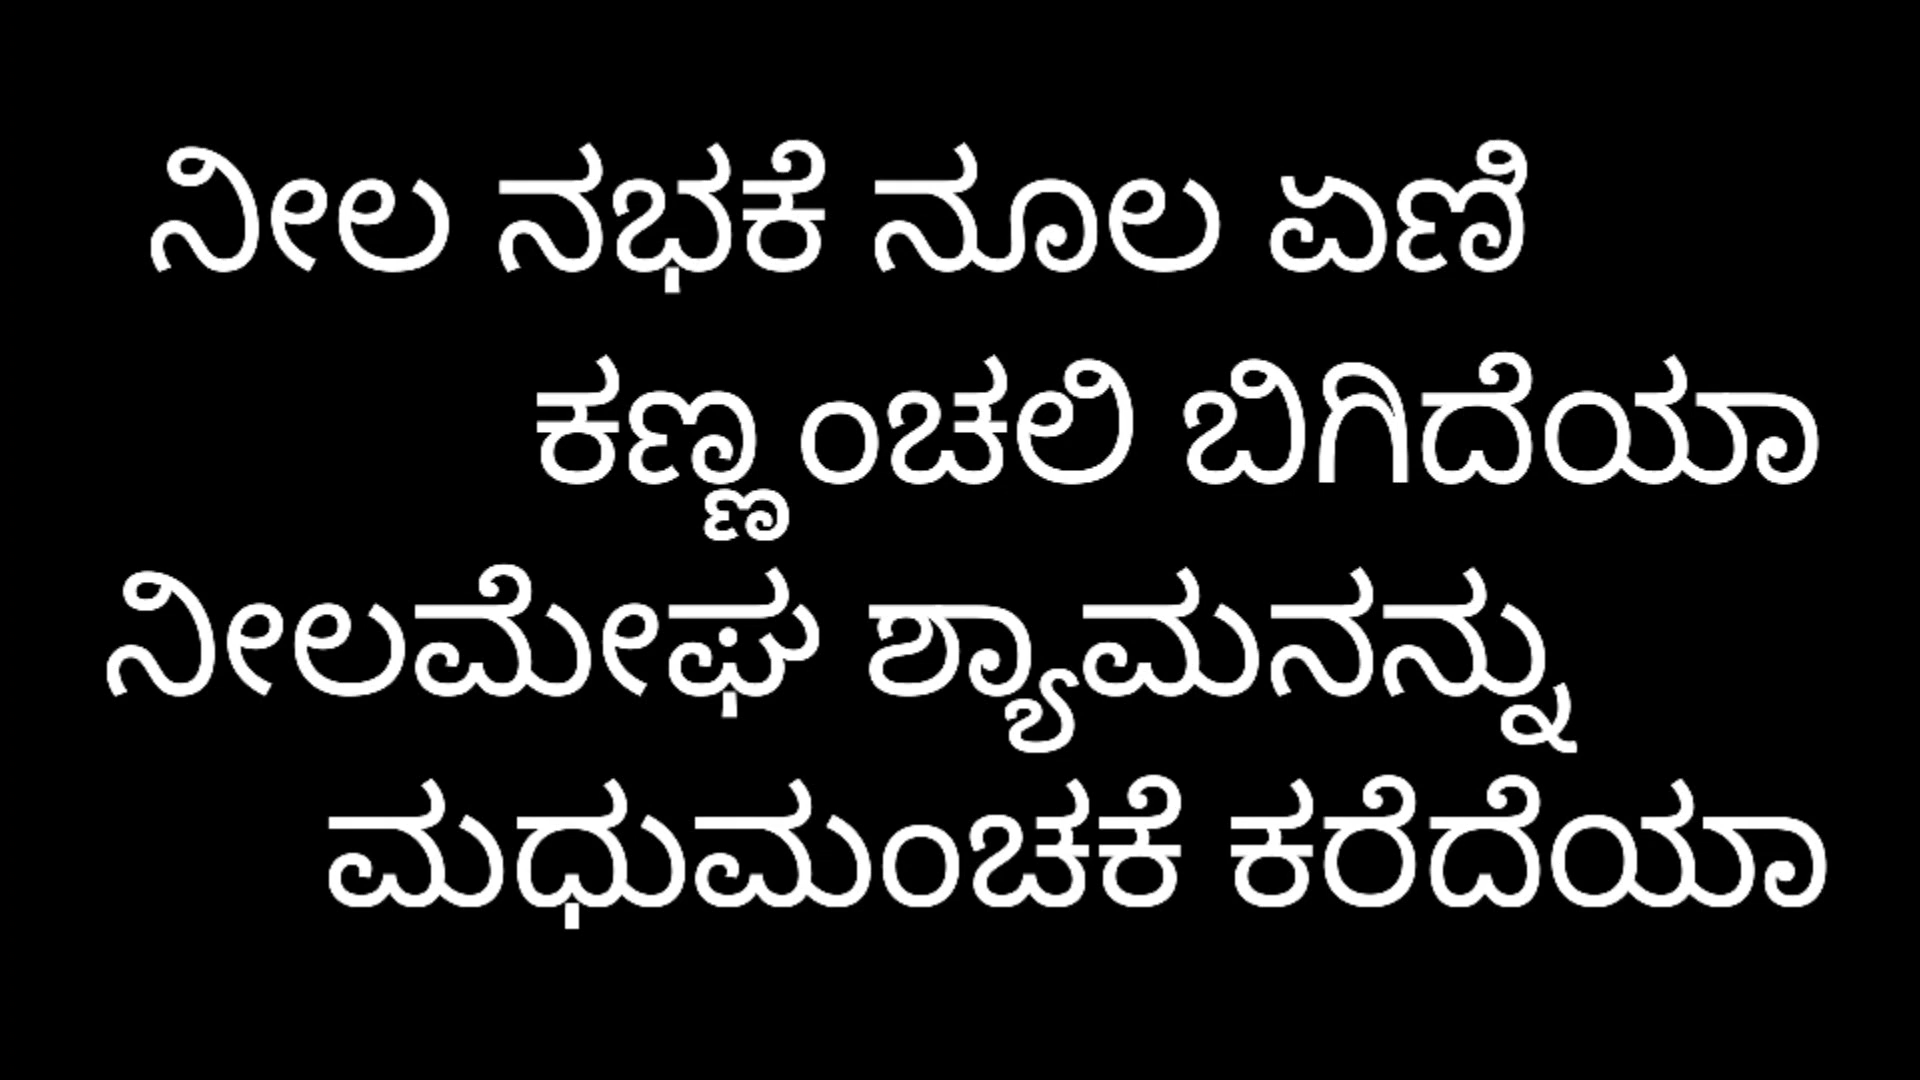 ನೀಲ ನಭಕೆ ನೂಲ ಏಣಿ
ಕಣ್ಣಂಚಲಿ ಬಿಗಿದೆಯಾ
ನೀಲಮೇಘ ಶ್ಯಾಮನನ್ನು
ಮಧುಮಂಚಕೆ ಕರೆದೆಯಾ